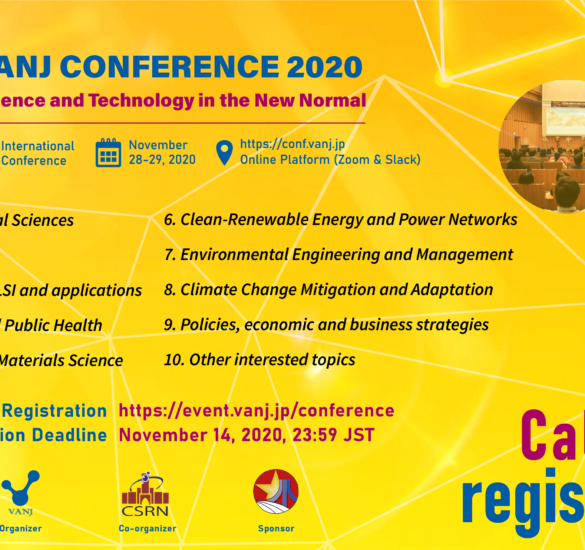 ANJ CONFERENCE 2020
ience and Technology in the New Normal
International
Conference
November
28-29, 2020
https://conf.vanj.jp
Online Platform (Zoom & Slack)
al Sciences
LSI and applications
l Public Health
Materials Science
6. Clean-Renewable Energy and Power Networks
7. Environmental Engineering and Management
8. Climate Change Mitigation and Adaptation
9. Policies, economic and business strategies
10. Other interested topics
Registration https://event.vanj.jp/conference
ion Deadline November 14, 2020, 23:59 JST
Cal
regis
VANJ
Organizer
CSRN
Co-organizer
Sponsor